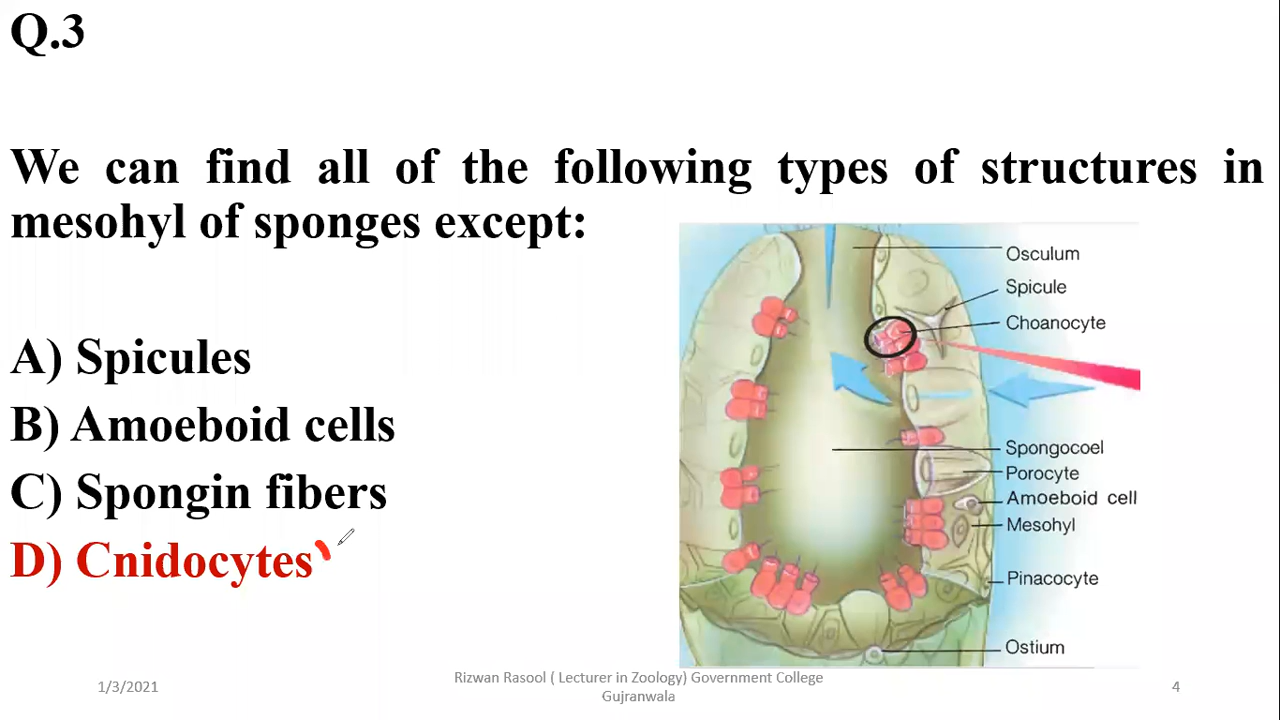 Q.3
We can find all of the following types of structures in
mesohyl of sponges except:
A) Spicules
B) Amoeboid cells
C) Spongin fibers
D) Cnidocytes
Osculum
Spicule
Choanocyte
Spongocoel
Porocyte
Amoeboid cell
Mesohyl
Pinacocyte
Ostium
1/3/2021
Rizwan Rasool ( Lecturer in Zoology) Government College
Gujranwala
4